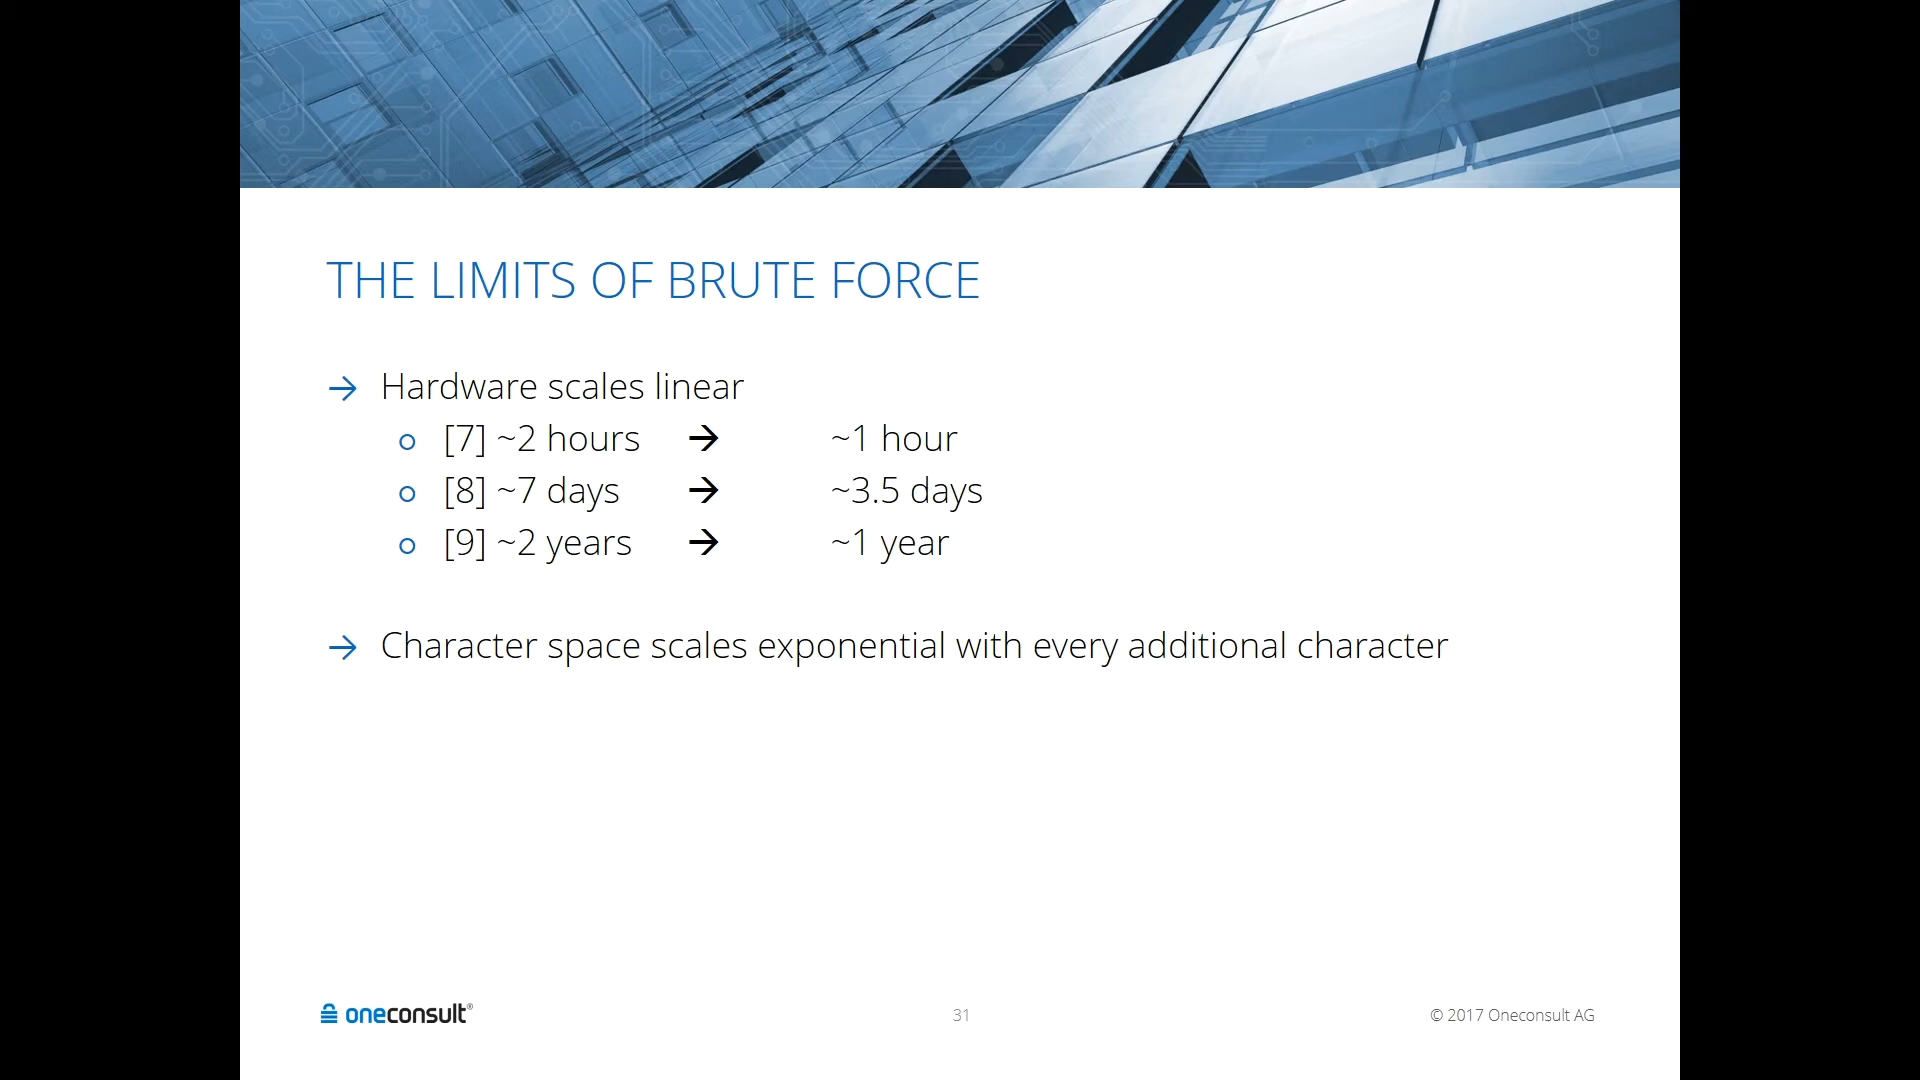 THE LIMITS OF BRUTE FORCE
→ Hardware scales linear
○ [7] ~2 hours → ~1 hour
○ [8] ~7 days → ~3.5 days
○ [9] ~2 years → ~1 year
→ Character space scales exponential with every additional character
oneconsult®
31
© 2017 Oneconsult AG